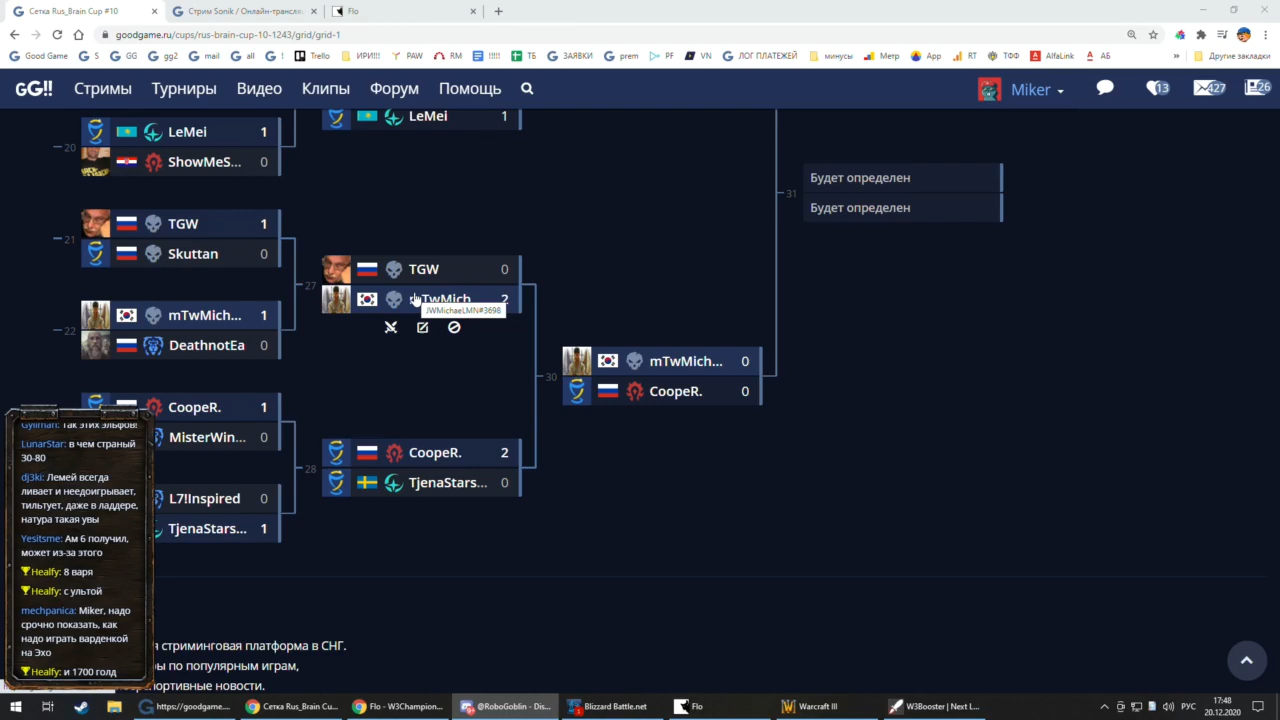 Сетка Rus_Brain Cup #10
Стрим Sonik / Онлайн-трансля
Flo
goodgame.ru/cups/rus-brain-cup-10-1243/grid/grid-1
Good Game
S
GG
gg2
mail
all
Trello
ИРИ!!!
PAW
RM
!!!!!
ТБ
ЗАЯВКИ
prem
PF
VN
ЛОГ ПЛАТЕЖЕЙ
минусы
Метр
App
RT
ТФФ
AlfaLink
АБ
Другие закладки
GG!!
Стримы
Турниры
Видео
Клипы
Форум
Помощь
Miker
13
427
26
LeMei 1
20
LeMei 1
ShowMeS... 0
31
Будет определен
Будет определен
21
TGW 1
Skuttan 0
27
TGW 0
TwMich 2
JWMichaelLMN#3698
22
mTwMich... 1
DeathnotEa 0
30
mTwMich... 0
CoopeR. 0
CoopeR. 1
MisterWin... 0
28
CoopeR. 2
TjenaStars... 0
L7!Inspired 0
TjenaStars... 1
Gyliman: Так этих эльфов!
LunarStar: в чем страный
30-80
dj3ki: Лемей всегда
ливает и неедоигрывает,
тильтует, даже в ладдере,
натура такая увы
Yesitsme: Ам 6 получил,
может из-за этого
Healfy: 8 варя
Healfy: с ультой
mechpanica: Miker, надо
срочно показать, как
надо играть варденкой
на Эхо
Healfy: и 1700 голд
я стриминговая платформа в СНГ.
ры по популярным играм,
портивные новости.
https://goodgame....
Сетка Rus_Brain Cu...
Flo - W3Champion...
@RoboGoblin - Dis...
Blizzard Battle.net
Flo
Warcraft III
W3Booster | Next L...
РУС
17:48
20.12.2020